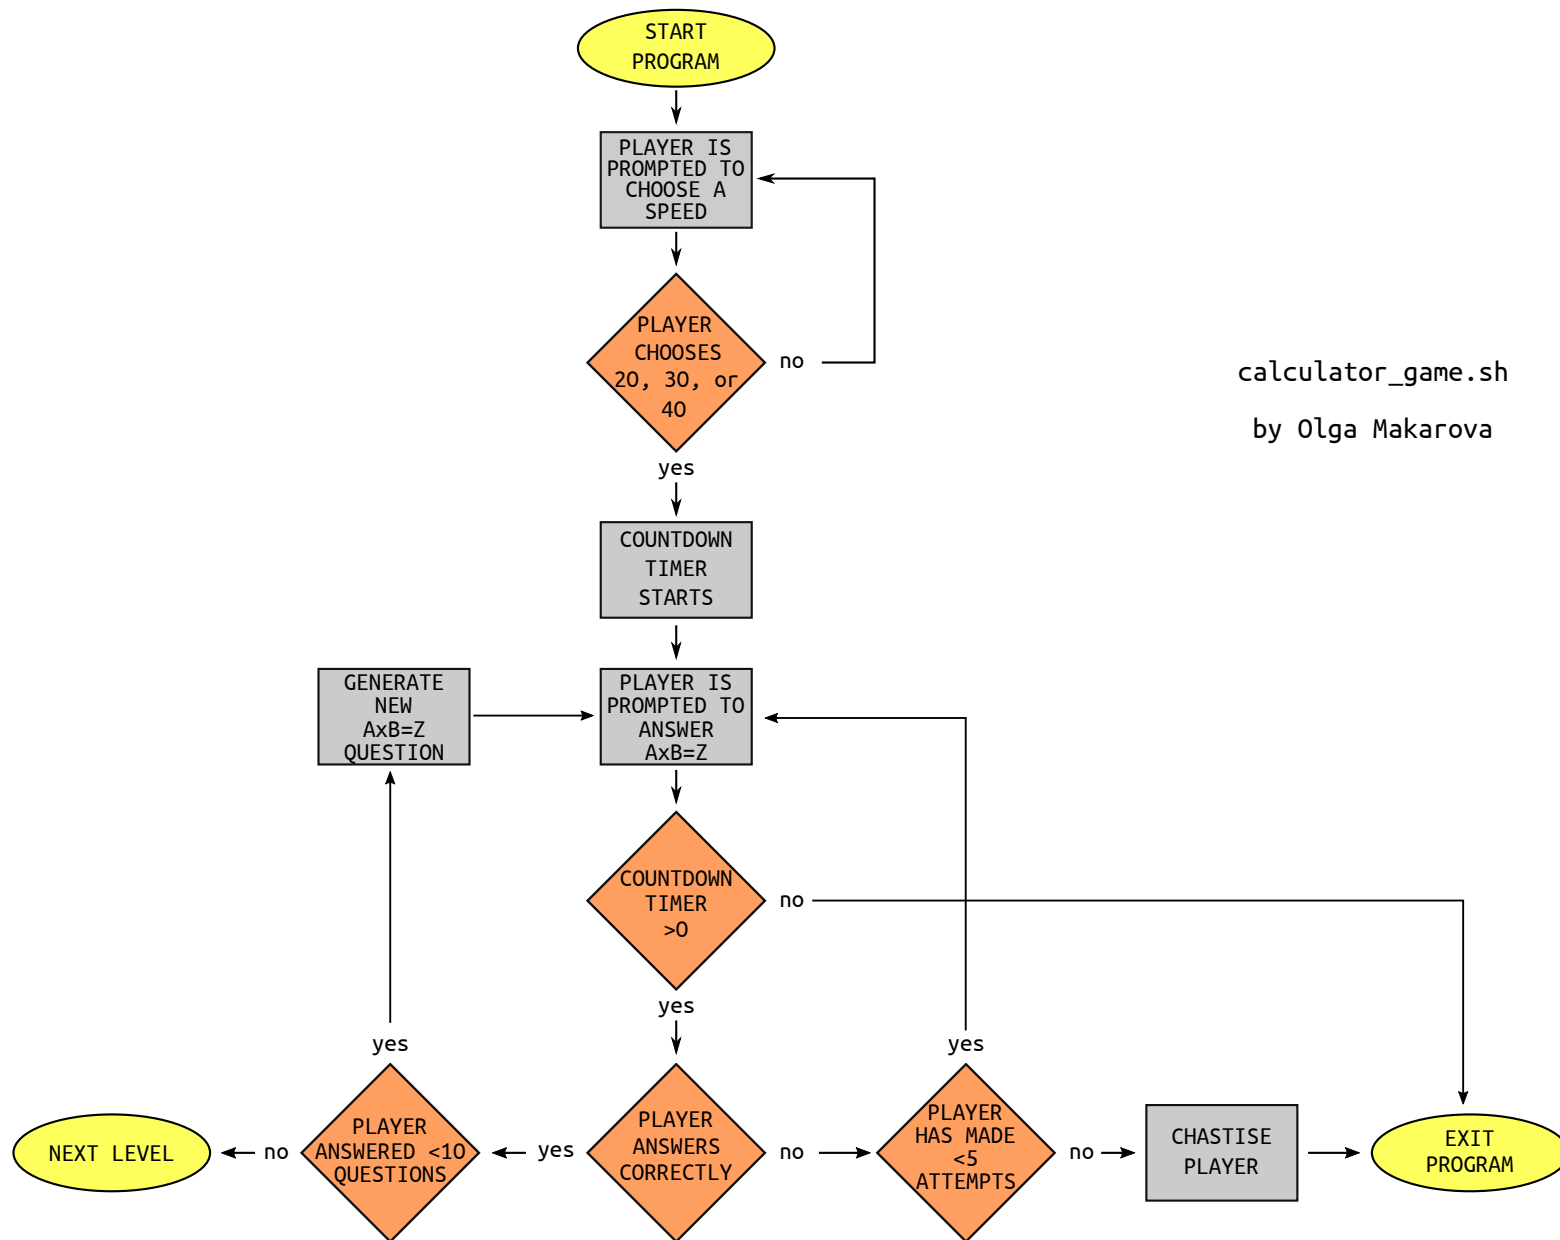 START
PROGRAM
PLAYER IS
PROMPTED TO
CHOOSE A
SPEED
PLAYER
CHOOSES
20, 30, or
40
no
calculator_game.sh
by Olga Makarova
yes
COUNTDOWN
TIMER
STARTS
GENERATE
NEW
AxB=Z
QUESTION
PLAYER IS
PROMPTED TO
ANSWER
AxB=Z
COUNTDOWN
TIMER
>0
no
yes
yes
yes
NEXT LEVEL
no
PLAYER
ANSWERED <10
QUESTIONS
yes
PLAYER
ANSWERS
CORRECTLY
no
PLAYER
HAS MADE
<5
ATTEMPTS
no
CHASTISE
PLAYER
EXIT
PROGRAM